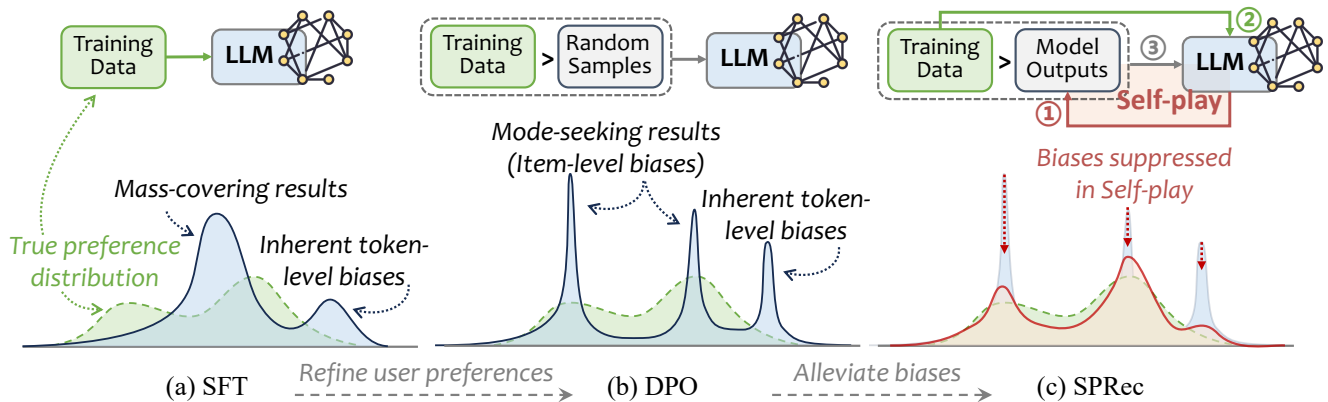 Training
Data
LLM
True preference
distribution
Mass-covering results
Inherent token-
level biases
(a) SFT
Refine user preferences
Training
Data
>
Random
Samples
LLM
Mode-seeking results
(Item-level biases)
Inherent token-
level biases
(b) DPO
Alleviate biases
Training
Data
>
Model
Outputs
③
LLM
②
Self-play
①
Biases suppressed
in Self-play
(c) SPRec